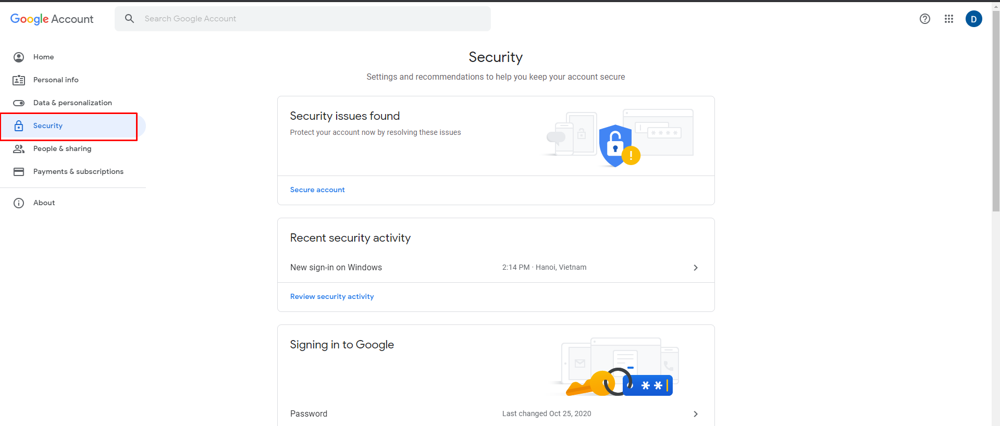 Google Account
Search Google Account
D
Home
Personal info
Data & personalization
Security
People & sharing
Payments & subscriptions
About
Security
Settings and recommendations to help you keep your account secure
Security issues found
Protect your account now by resolving these issues
Secure account
Recent security activity
New sign-in on Windows
2:14 PM · Hanoi, Vietnam
Review security activity
Signing in to Google
Password
Last changed Oct 25, 2020